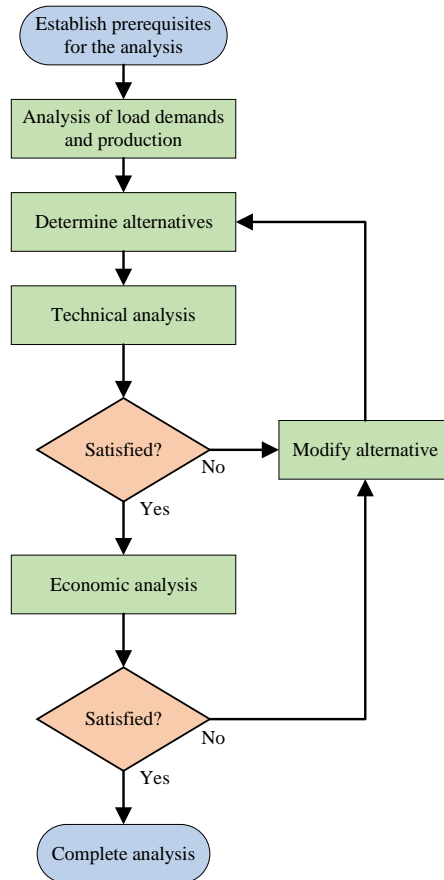 Establish prerequisites
for the analysis
Analysis of load demands
and production
Determine alternatives
Technical analysis
Satisfied?
No
Modify alternative
Yes
Economic analysis
Satisfied?
No
Yes
Complete analysis